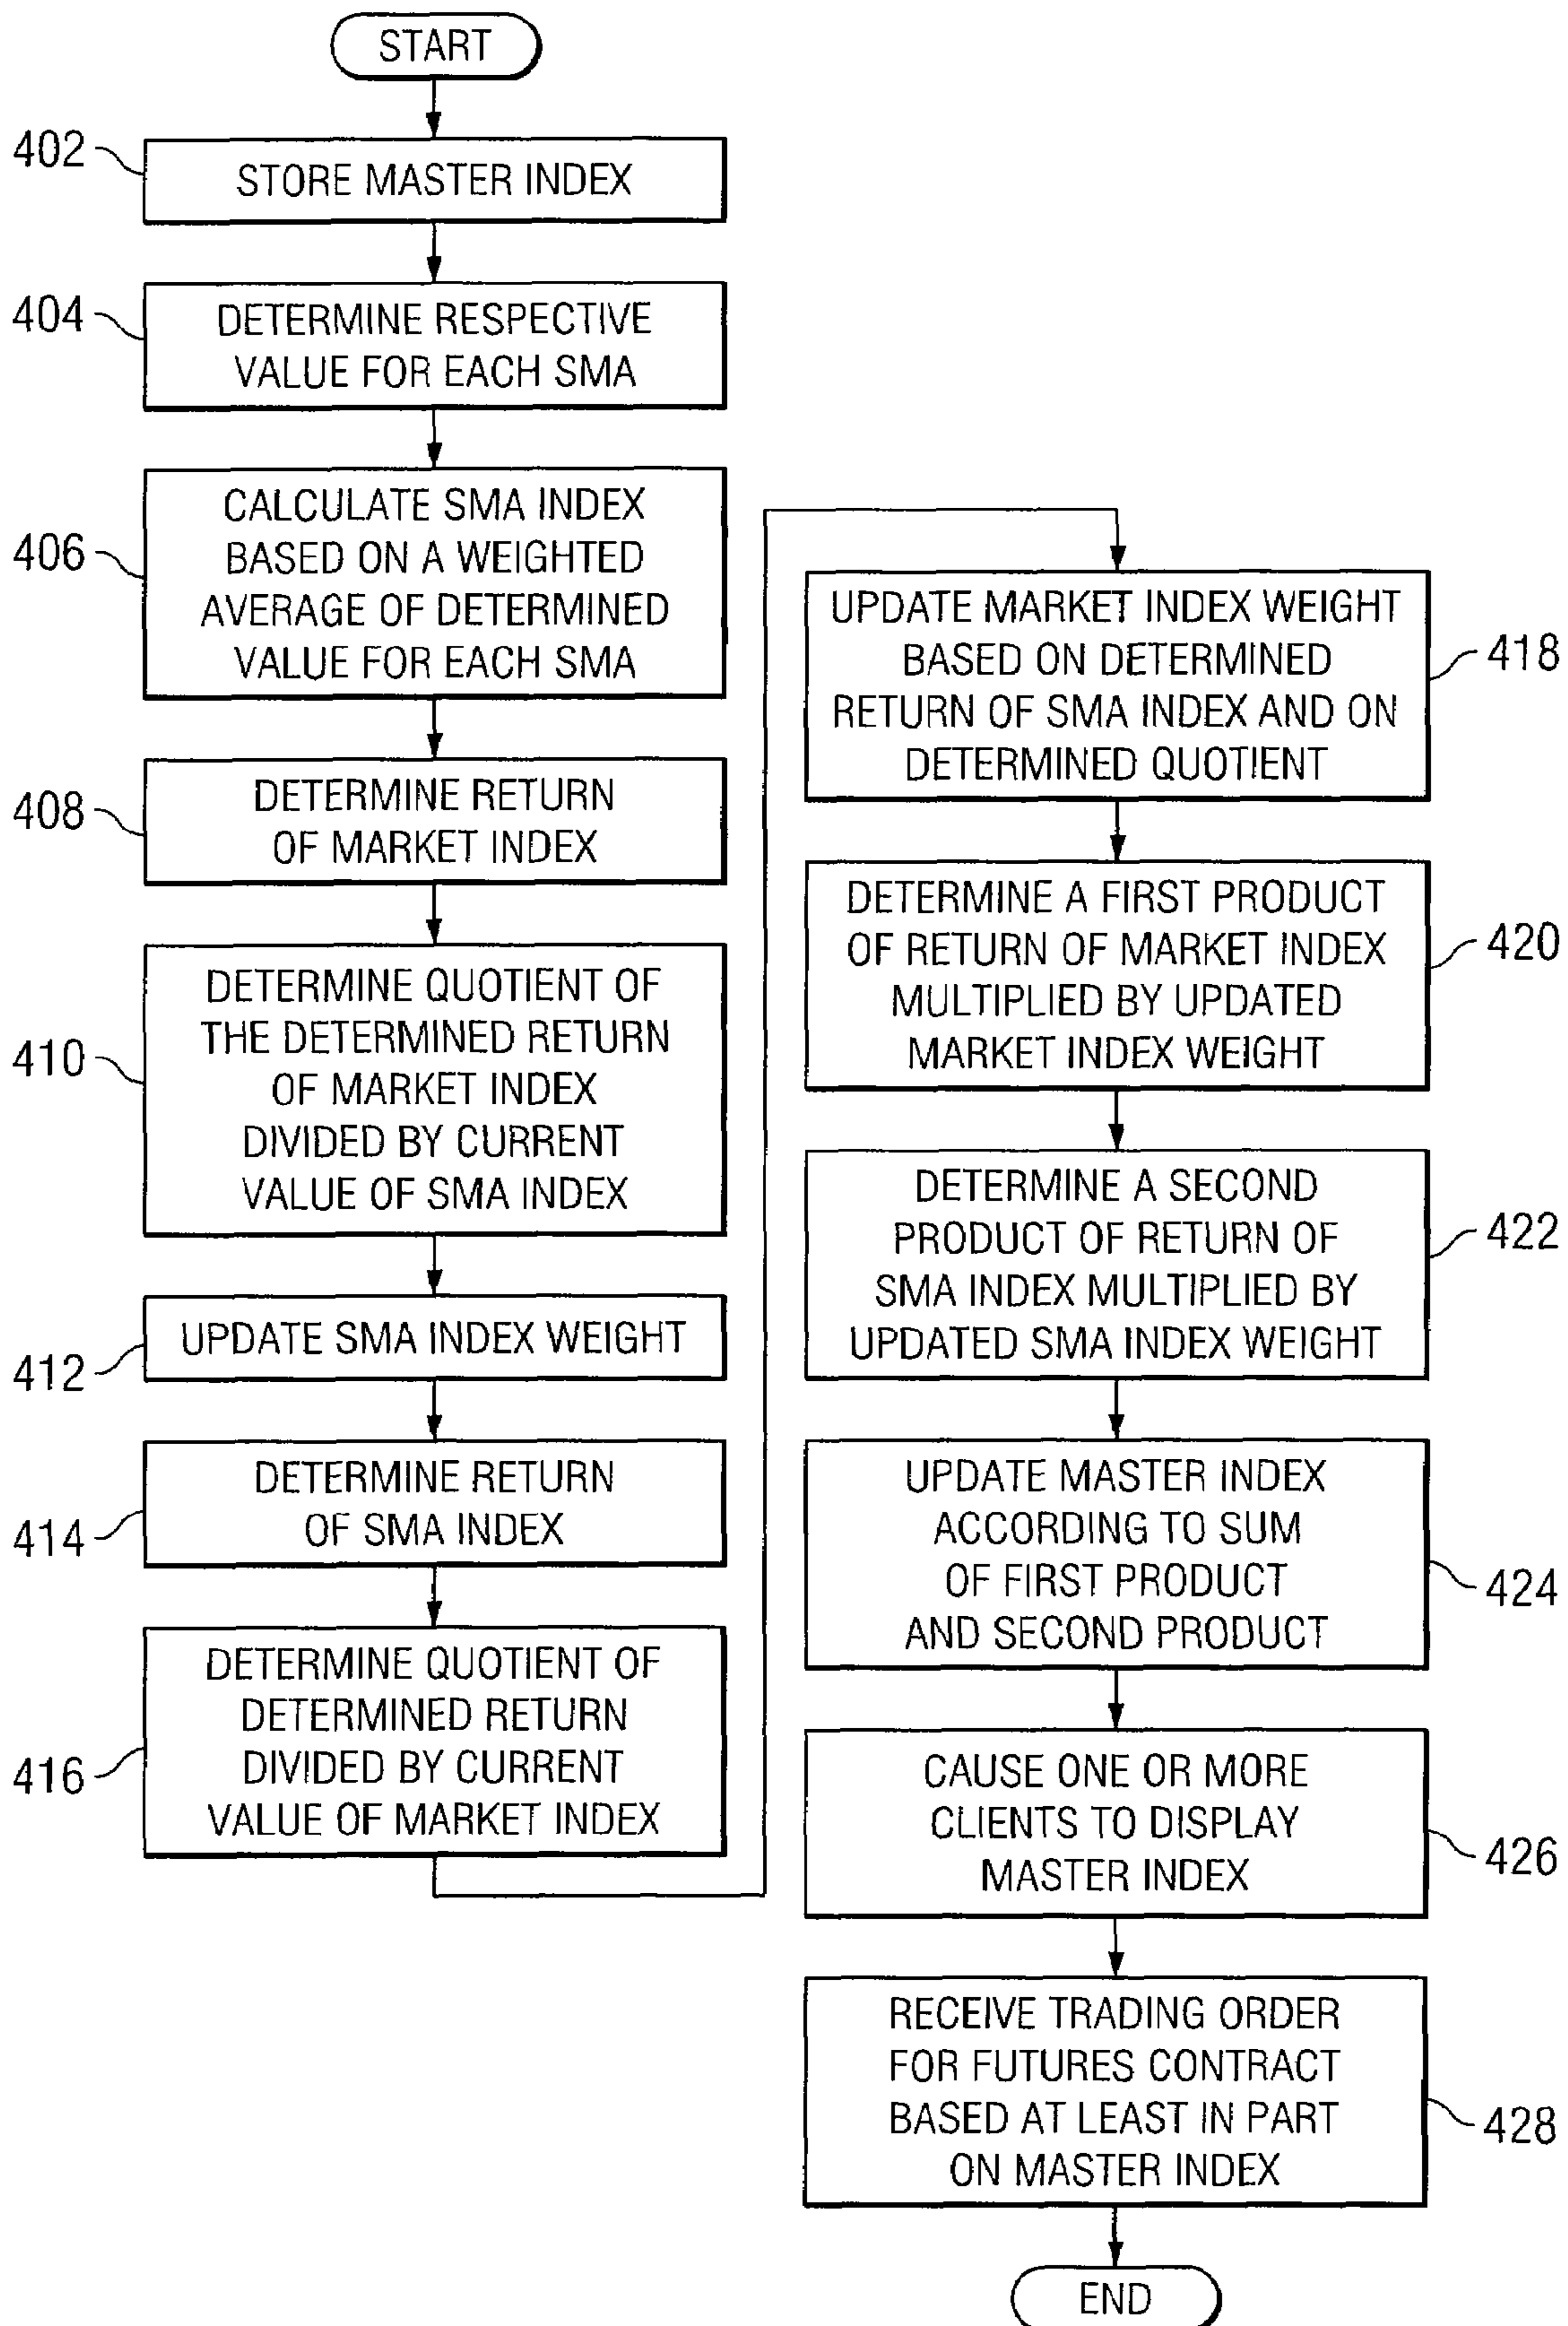 START
402
STORE MASTER INDEX
404
DETERMINE RESPECTIVE
VALUE FOR EACH SMA
406
CALCULATE SMA INDEX
BASED ON A WEIGHTED
AVERAGE OF DETERMINED
VALUE FOR EACH SMA
408
DETERMINE RETURN
OF MARKET INDEX
410
DETERMINE QUOTIENT OF
THE DETERMINED RETURN
OF MARKET INDEX
DIVIDED BY CURRENT
VALUE OF SMA INDEX
412
UPDATE SMA INDEX WEIGHT
414
DETERMINE RETURN
OF SMA INDEX
416
DETERMINE QUOTIENT OF
DETERMINED RETURN
DIVIDED BY CURRENT
VALUE OF MARKET INDEX
UPDATE MARKET INDEX WEIGHT
BASED ON DETERMINED
RETURN OF SMA INDEX AND ON
DETERMINED QUOTIENT
418
DETERMINE A FIRST PRODUCT
OF RETURN OF MARKET INDEX
MULTIPLIED BY UPDATED
MARKET INDEX WEIGHT
420
DETERMINE A SECOND
PRODUCT OF RETURN OF
SMA INDEX MULTIPLIED BY
UPDATED SMA INDEX WEIGHT
422
UPDATE MASTER INDEX
ACCORDING TO SUM
OF FIRST PRODUCT
AND SECOND PRODUCT
424
CAUSE ONE OR MORE
CLIENTS TO DISPLAY
MASTER INDEX
426
RECEIVE TRADING ORDER
FOR FUTURES CONTRACT
BASED AT LEAST IN PART
ON MASTER INDEX
428
END